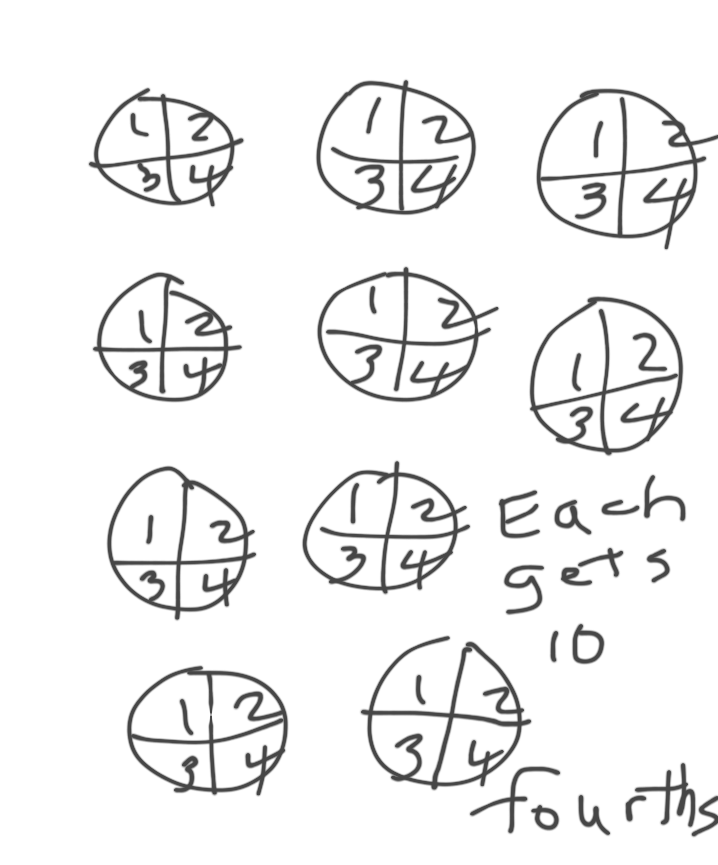 1 2 1 2 1 2
3 4 3 4 3 4
1 2 1 2 1 2
3 4 3 4 3 4
1 2 1 2
3 4 3 4
Each
gets
10
1 2 1 2
3 4 3 4
fourths